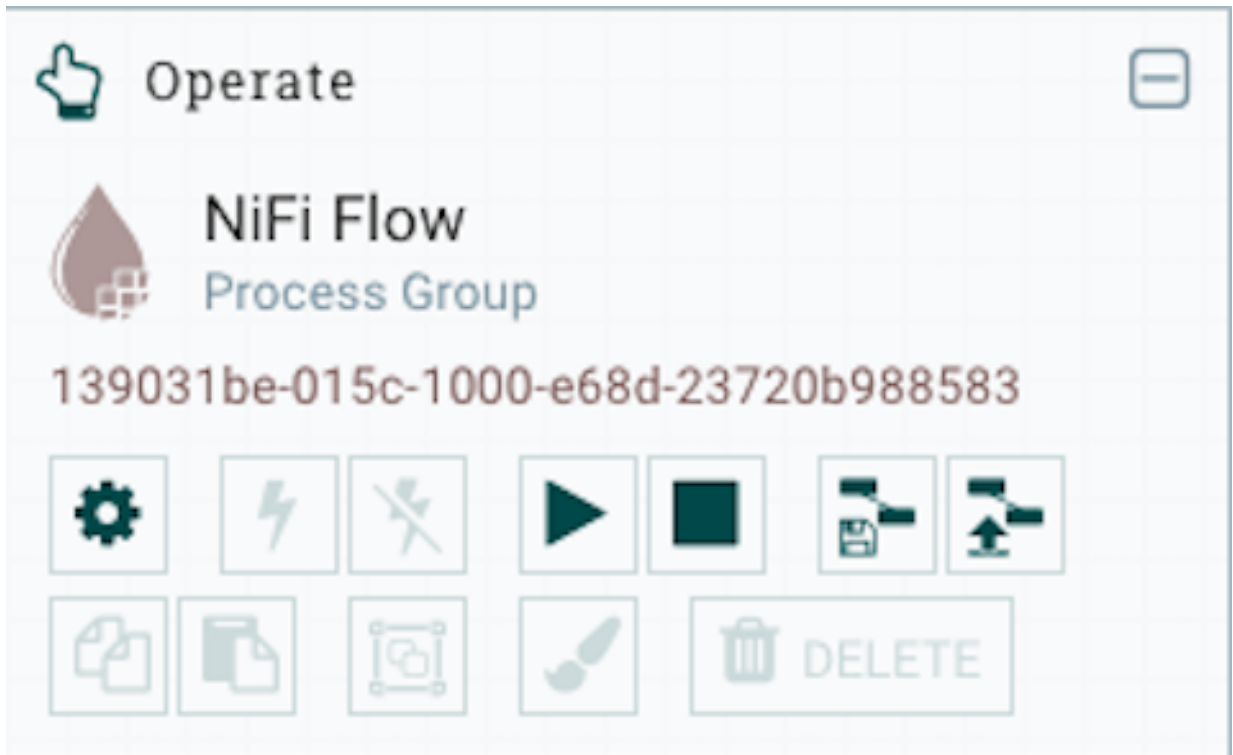 Operate
NiFi Flow
Process Group
139031be-015c-1000-e68d-23720b988583
DELETE